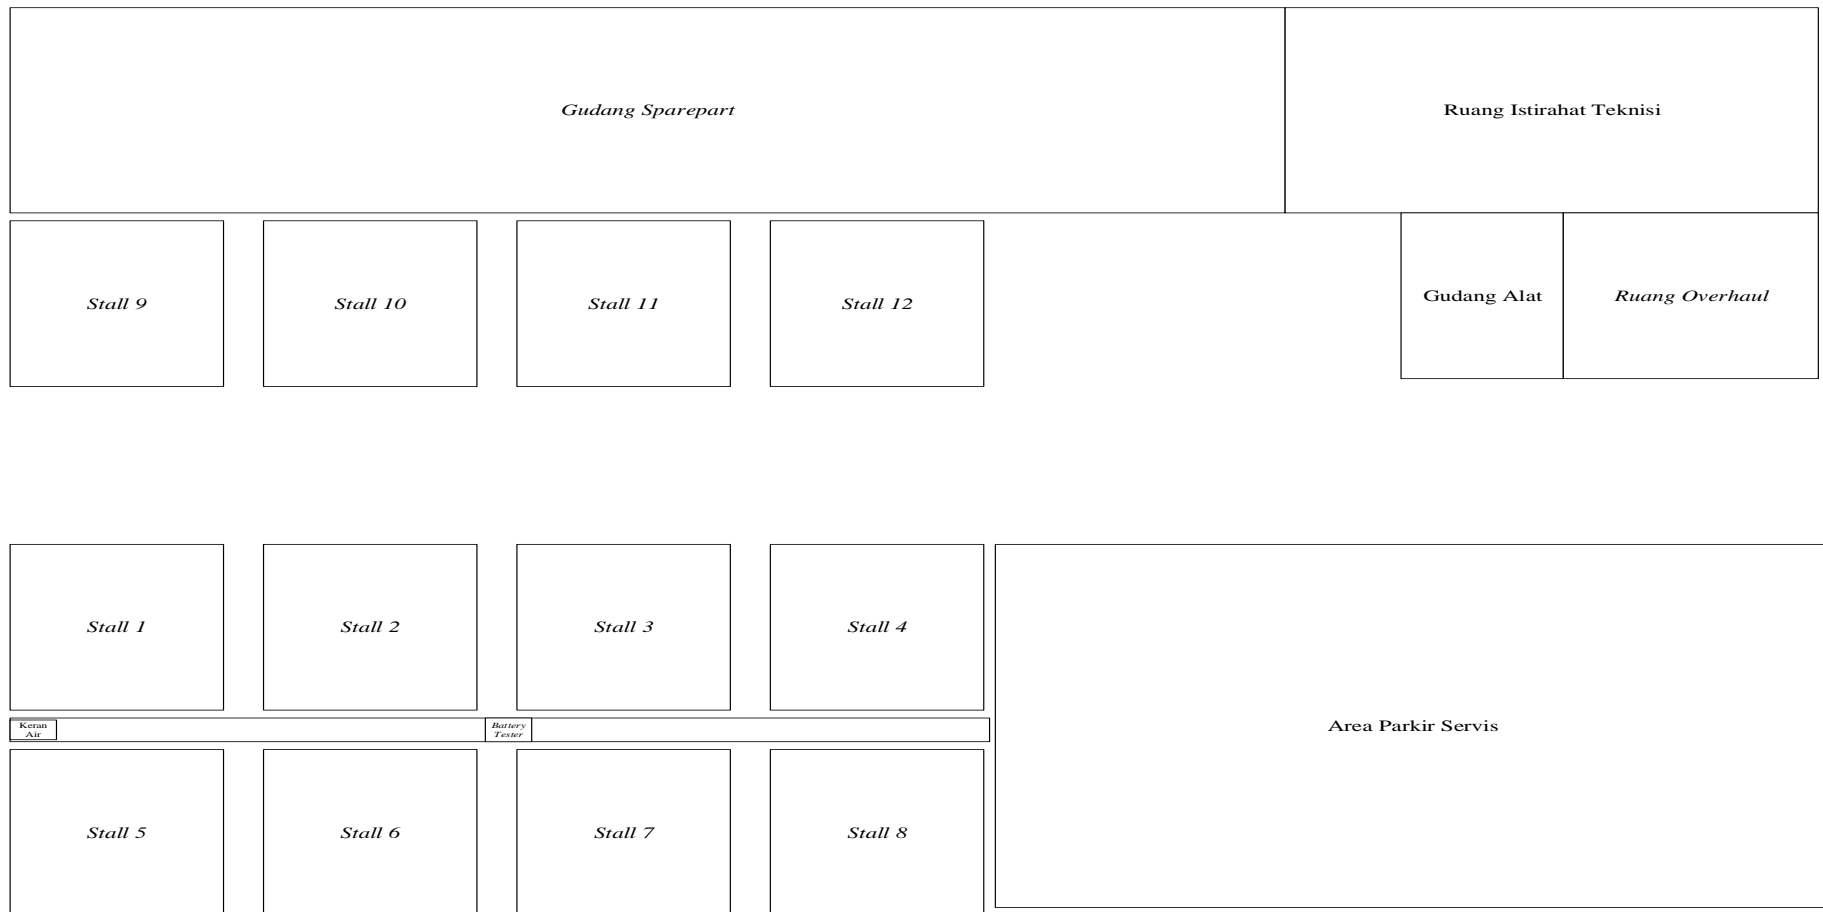 Gudang Sparepart
Ruang Istirahat Teknisi
Stall 9
Stall 10
Stall 11
Stall 12
Gudang Alat
Ruang Overhaul
Stall 1
Stall 2
Stall 3
Stall 4
Keran
Air
Battery
Tester
Area Parkir Servis
Stall 5
Stall 6
Stall 7
Stall 8